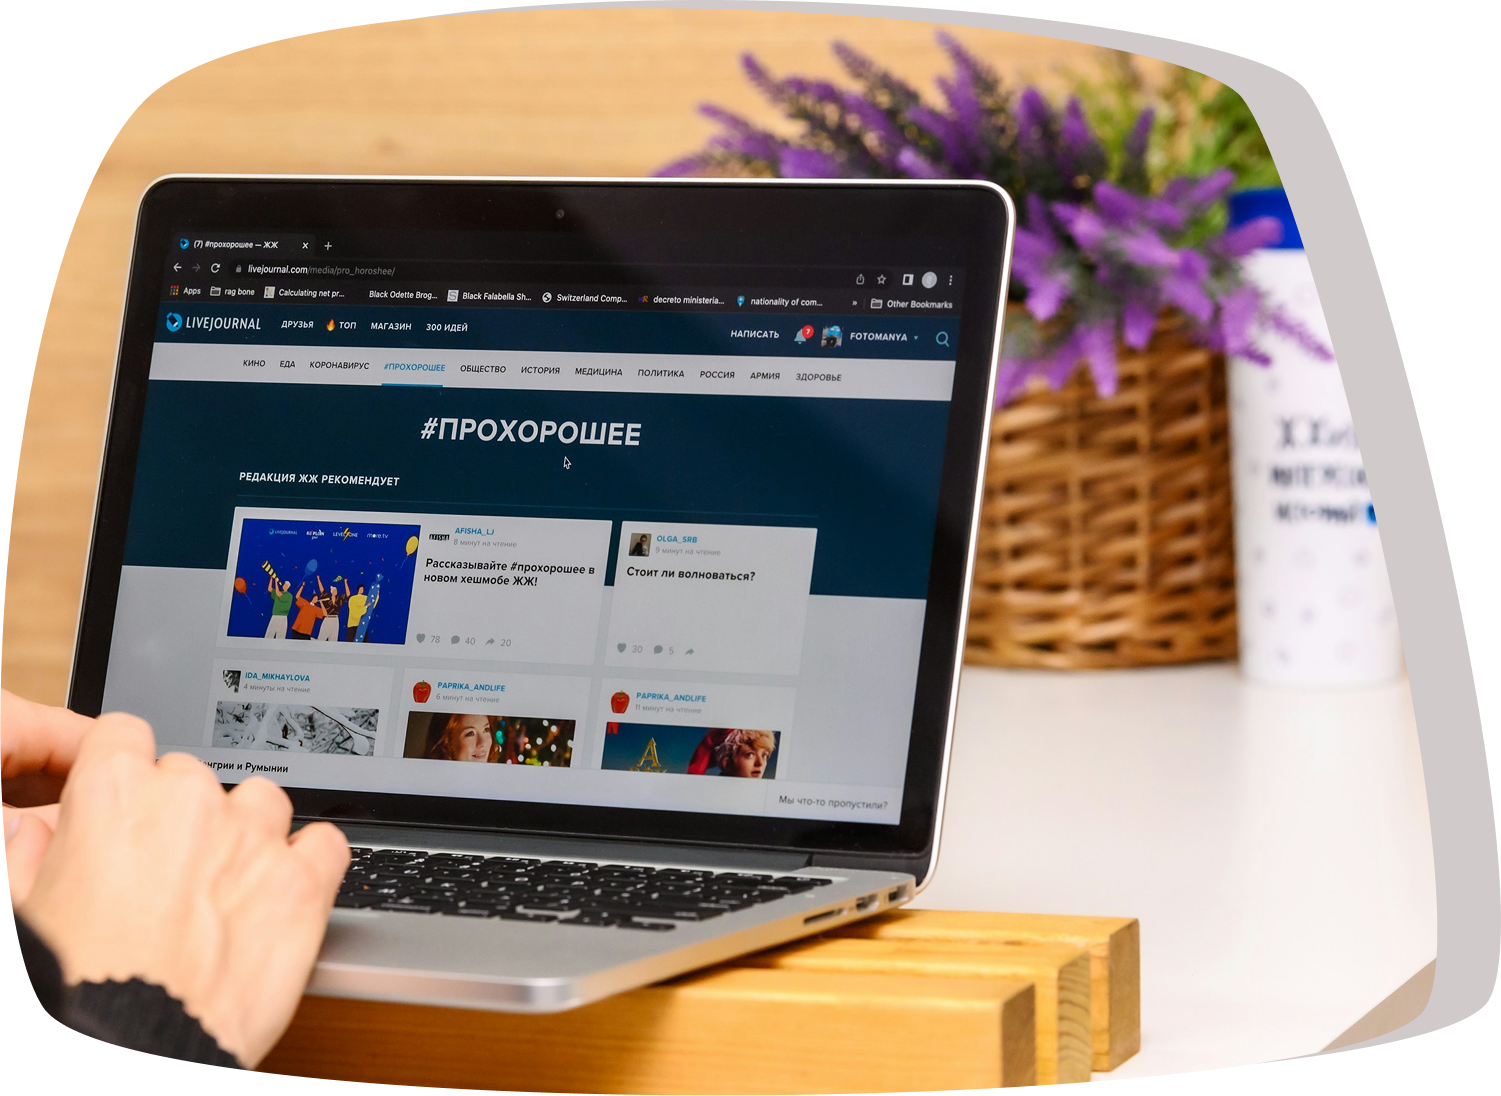 (7) #прохорошее — ЖЖ
livejournal.com/media/pro_horoshee/
Apps rag bone Calculating net pr... Black Odette Brog... Black Falabella Sh... Switzerland Comp... decreto ministeria... nationality of com... » Other Bookmarks
LIVEJOURNAL ДРУЗЬЯ ТОП МАГАЗИН 300 ИДЕЙ НАПИСАТЬ 7 FOTOMANYA
КИНО ЕДА КОРОНАВИРУС #ПРОХОРОШЕЕ ОБЩЕСТВО ИСТОРИЯ МЕДИЦИНА ПОЛИТИКА РОССИЯ АРМИЯ ЗДОРОВЬЕ
#ПРОХОРОШЕЕ
РЕДАКЦИЯ ЖЖ РЕКОМЕНДУЕТ
LIVEJOURNAL more.tv
AFISHA_LJ
8 минут на чтение
Рассказывайте #прохорошее в
новом хешмобе ЖЖ!
78 40 20
OLGA_SRB
9 минут на чтение
Стоит ли волноваться?
30 5
IDA_MIKHAYLOVA
4 минуты на чтение
PAPRIKA_ANDLIFE
6 минут на чтение
PAPRIKA_ANDLIFE
11 минут на чтение
и Румынии
Мы что-то пропустили?